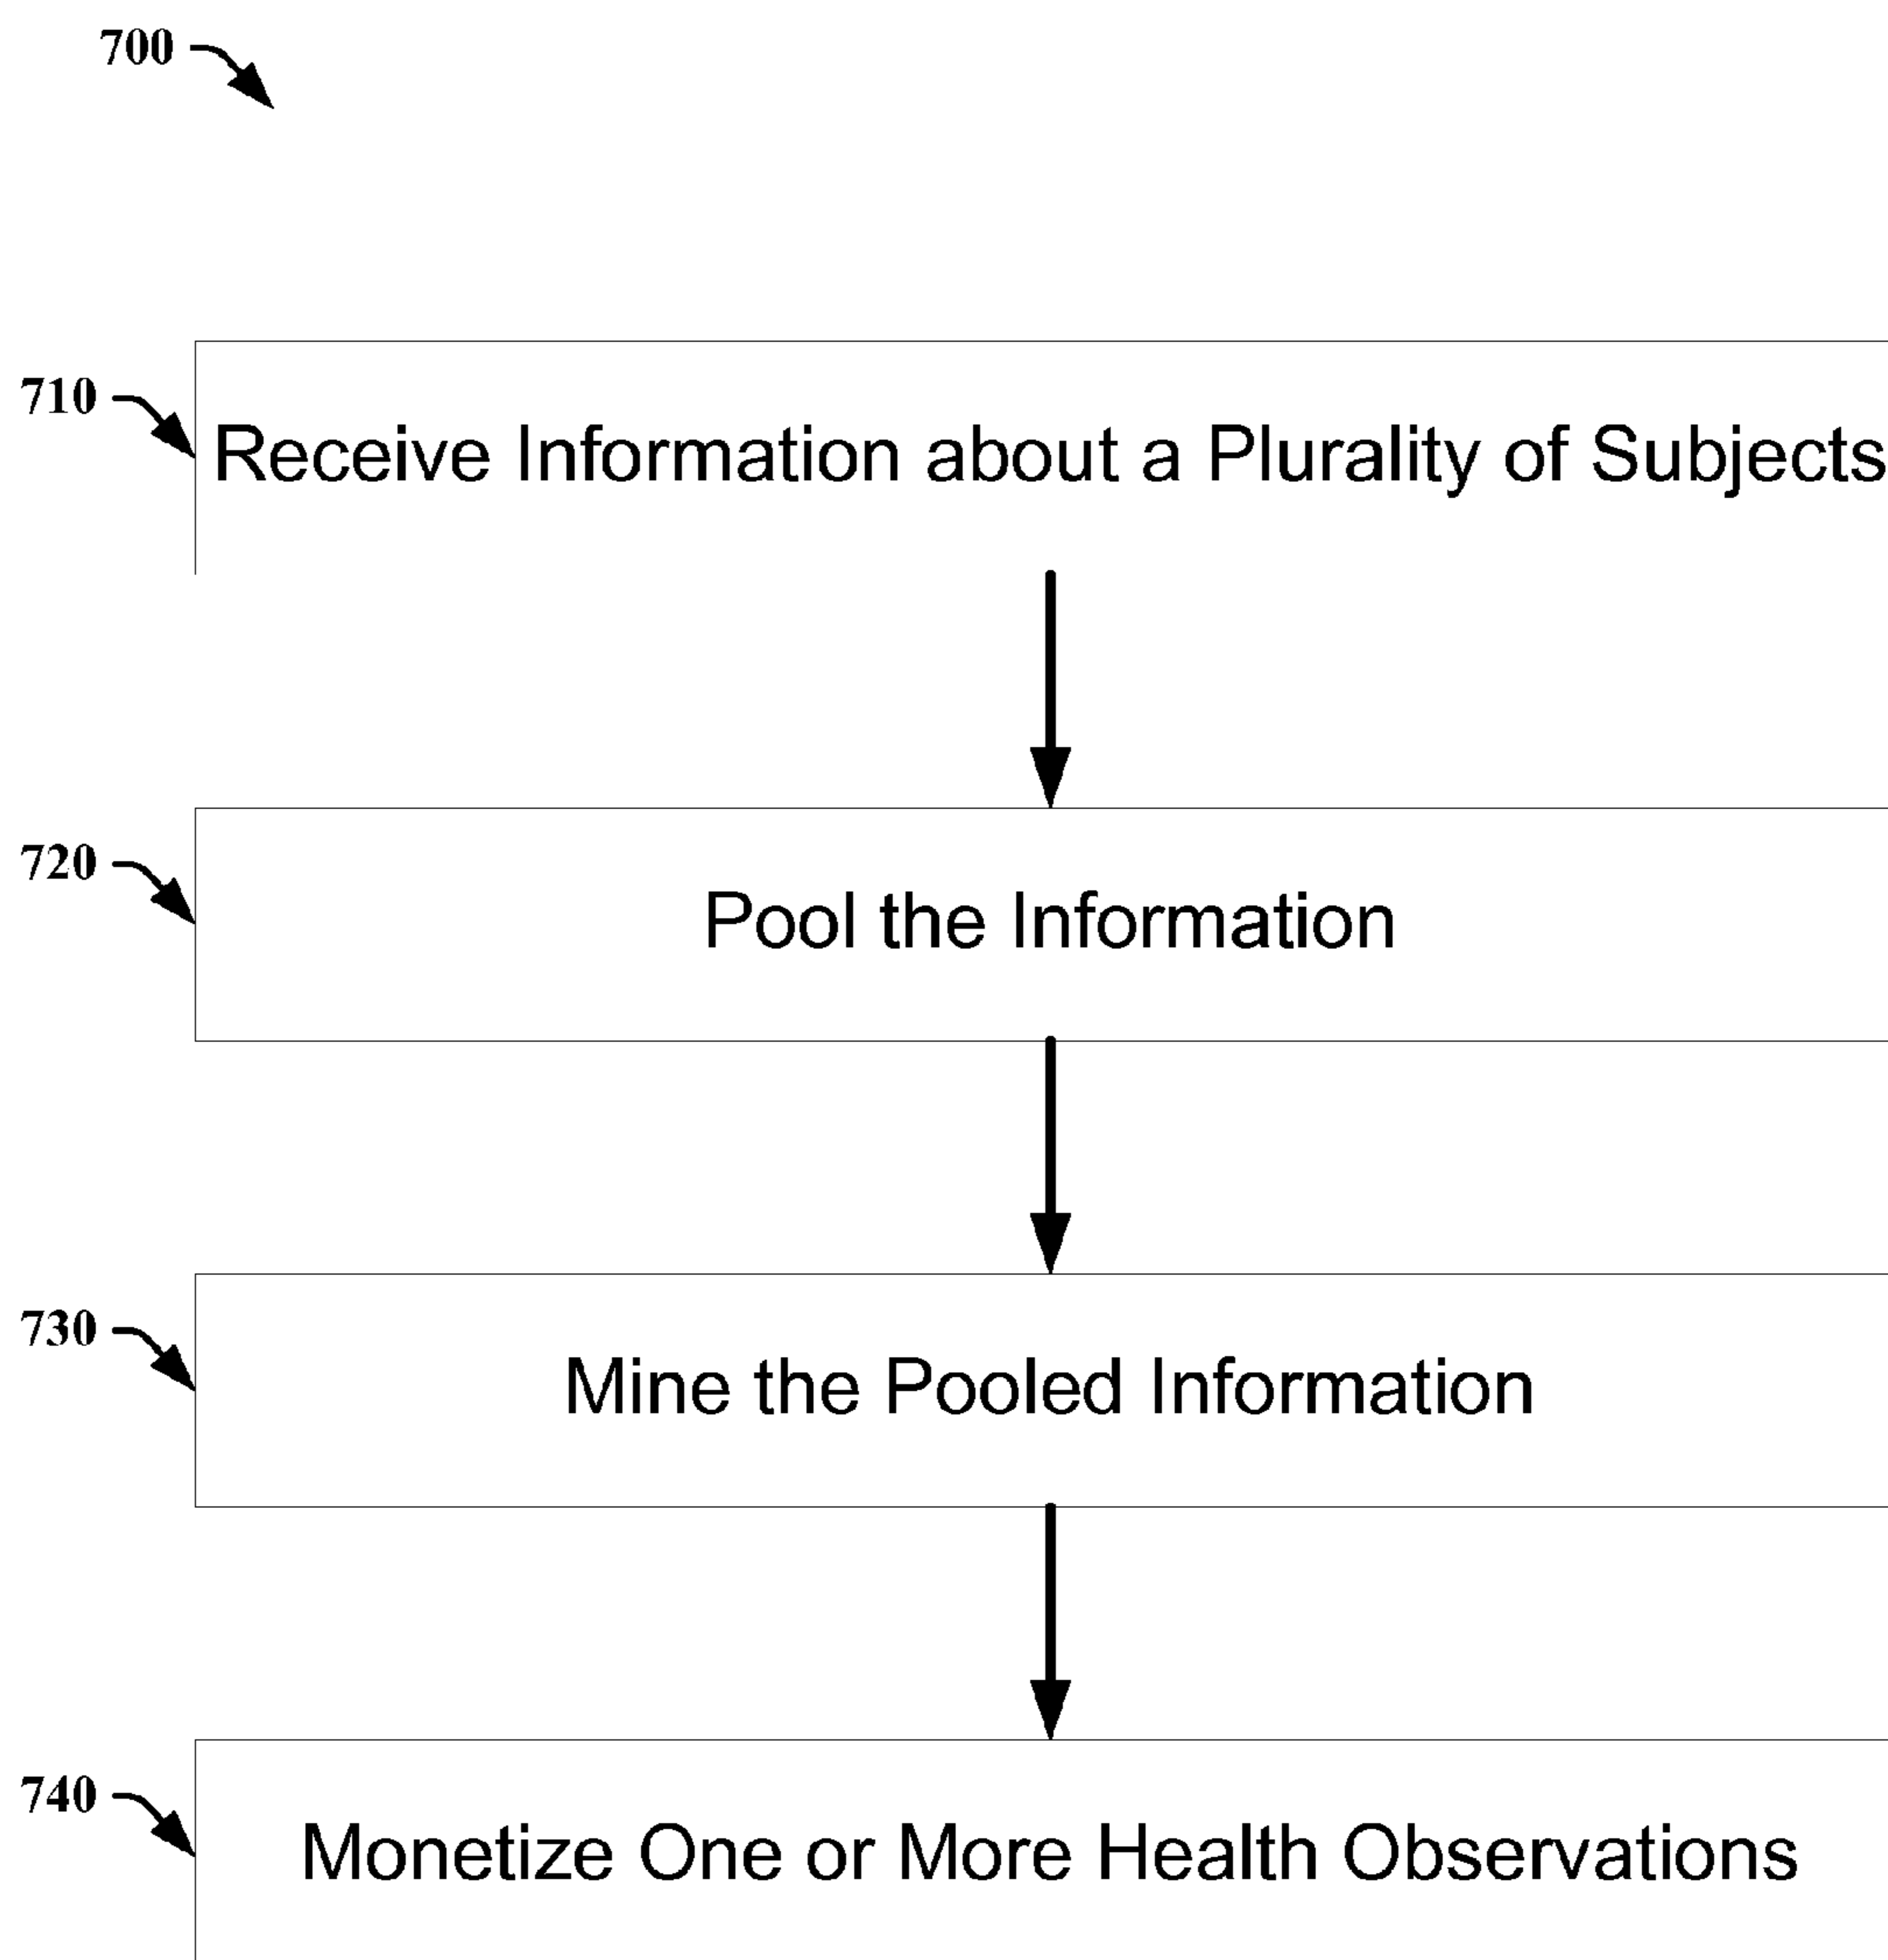 700
710
Receive Information about a Plurality of Subjects
720
Pool the Information
730
Mine the Pooled Information
740
Monetize One or More Health Observations